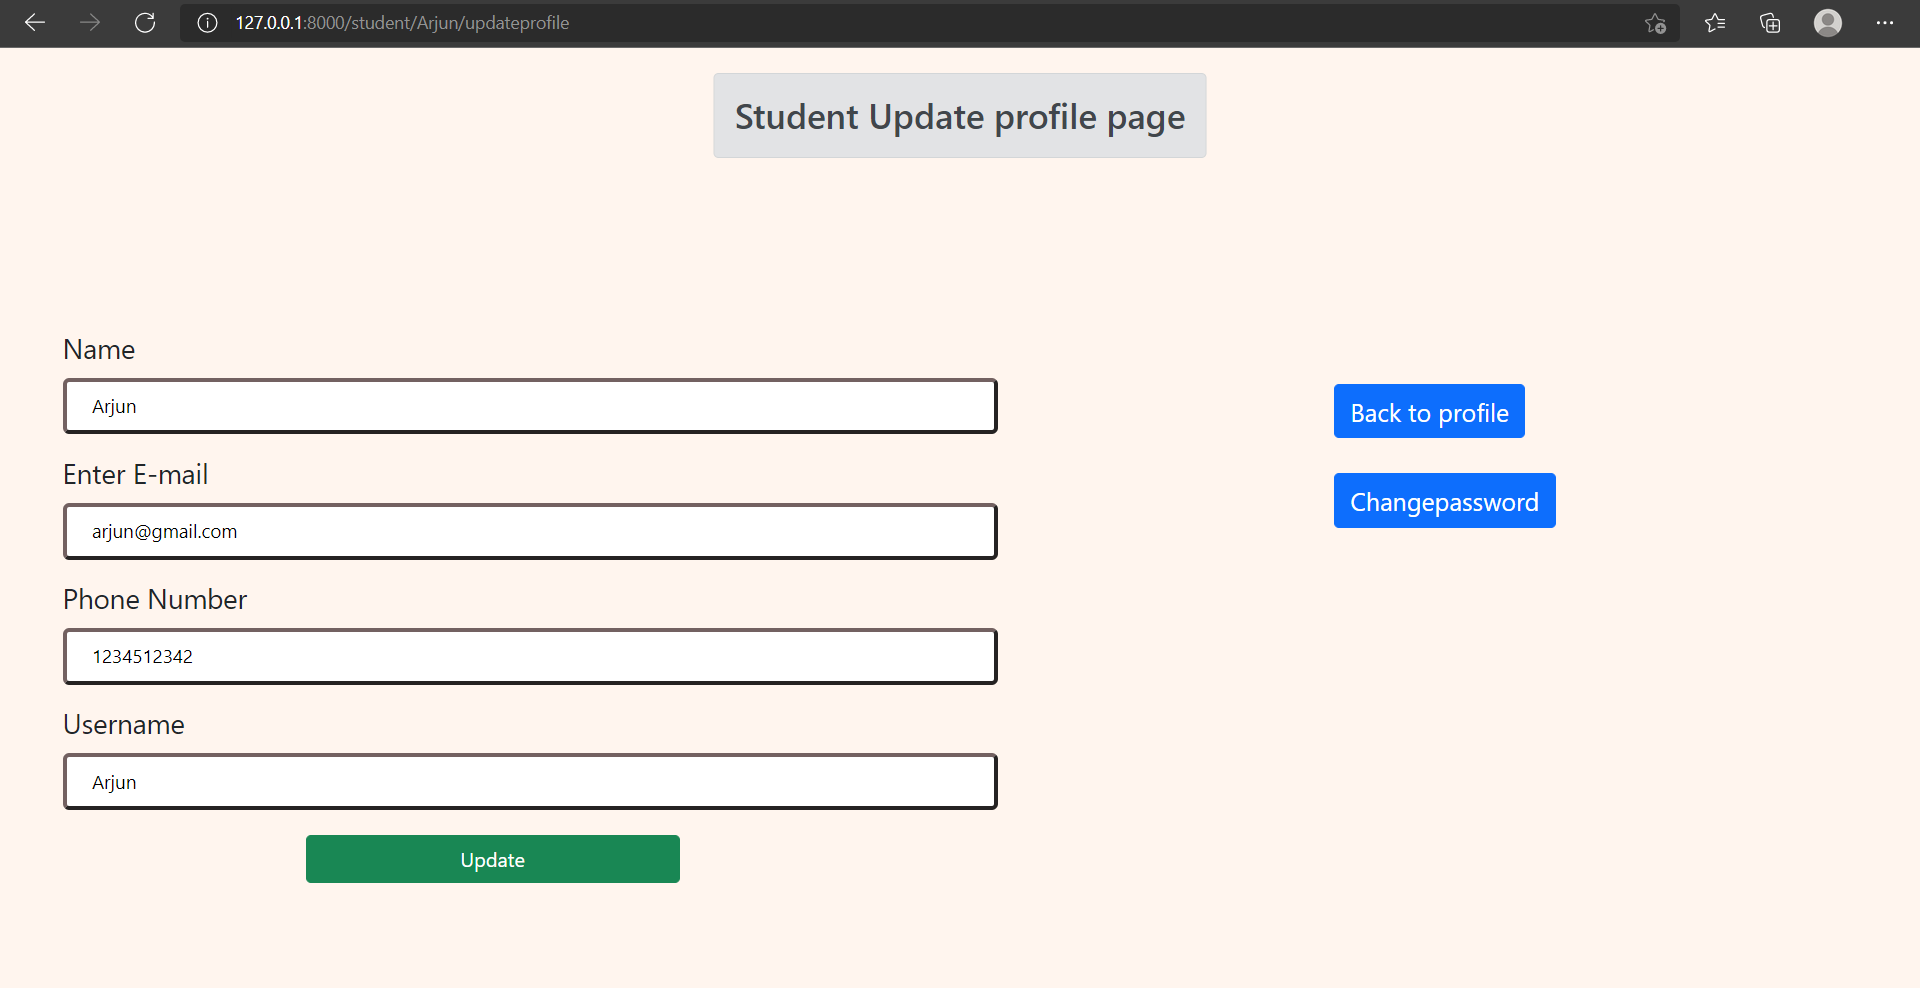 127.0.0.1:8000/student/Arjun/updateprofile
Student Update profile page
Name
Arjun
Back to profile
Enter E-mail
arjun@gmail.com
Changepassword
Phone Number
1234512342
Username
Arjun
Update